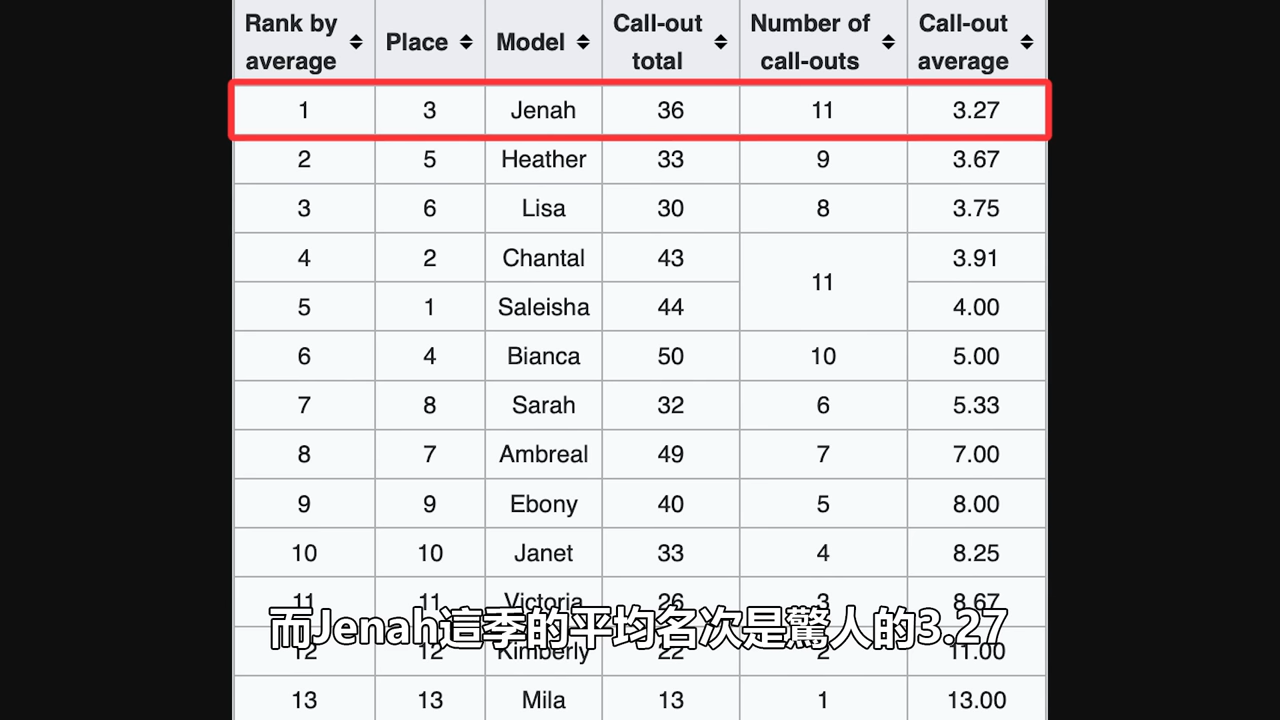 Rank by average Place Model Call-out total Number of call-outs Call-out average
1 3 Jenah 36 11 3.27
2 5 Heather 33 9 3.67
3 6 Lisa 30 8 3.75
4 2 Chantal 43 11 3.91
5 1 Saleisha 44 4.00
6 4 Bianca 50 10 5.00
7 8 Sarah 32 6 5.33
8 7 Ambreal 49 7 7.00
9 9 Ebony 40 5 8.00
10 10 Janet 33 4 8.25
11 11 Victoria 26 3 8.67
而Jenah這季的平均名次是驚人的3.27
12 12 Kimberly 22 2 11.00
13 13 Mila 13 1 13.00